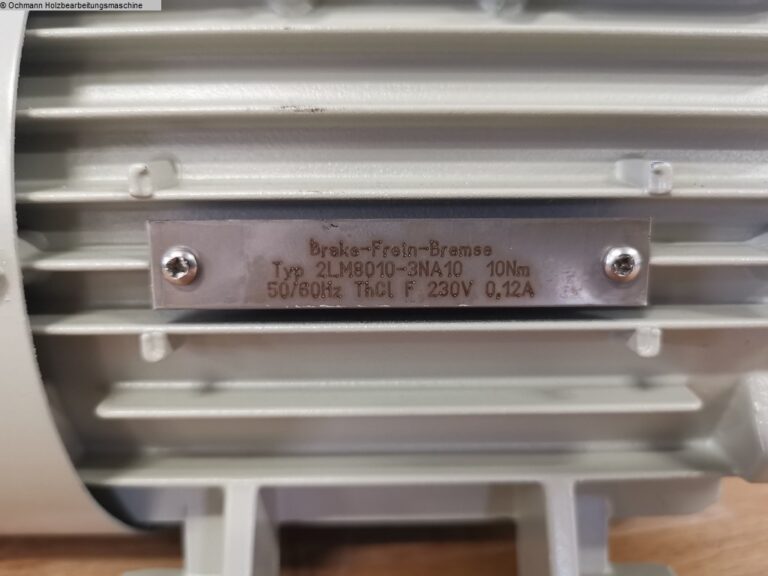 © Ochmann Holzbearbeitungsmaschine
Brake-Frein-Bremse
Typ 2LM8010-3NA10 10Nm
50/60Hz ThCl F 230V 0,12A